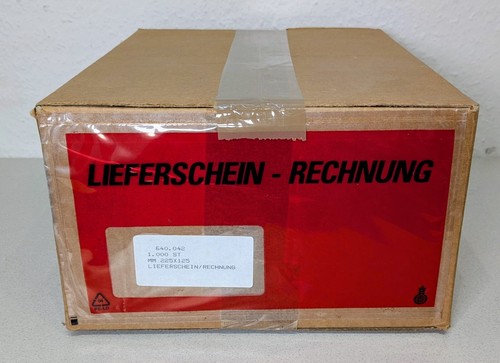 LIEFERSCHEIN - RECHNUNG
640,042
1.000 ST
MM 225X125
LIEFERSCHEIN/RECHNUNG